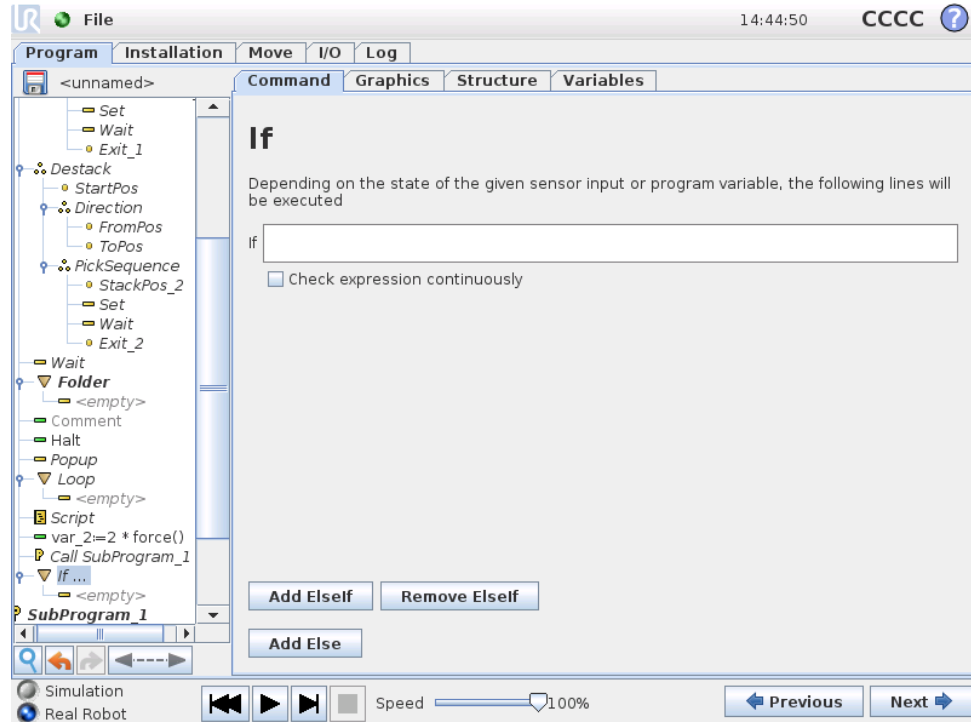 UR File 14:44:50 CCCC ?
Program Installation Move I/O Log
<unnamed>
Command Graphics Structure Variables
Set
Wait
Exit_1
Destack
StartPos
Direction
FromPos
ToPos
PickSequence
StackPos_2
Set
Wait
Exit_2
Wait
Folder
<empty>
Comment
Halt
Popup
Loop
<empty>
Script
var_2:=2 * force()
P Call SubProgram_1
If ...
<empty>
P SubProgram_1
If
Depending on the state of the given sensor input or program variable, the following lines will
be executed
If
Check expression continuously
Add ElseIf Remove ElseIf
Add Else
Simulation
Real Robot
Speed 100%
Previous Next